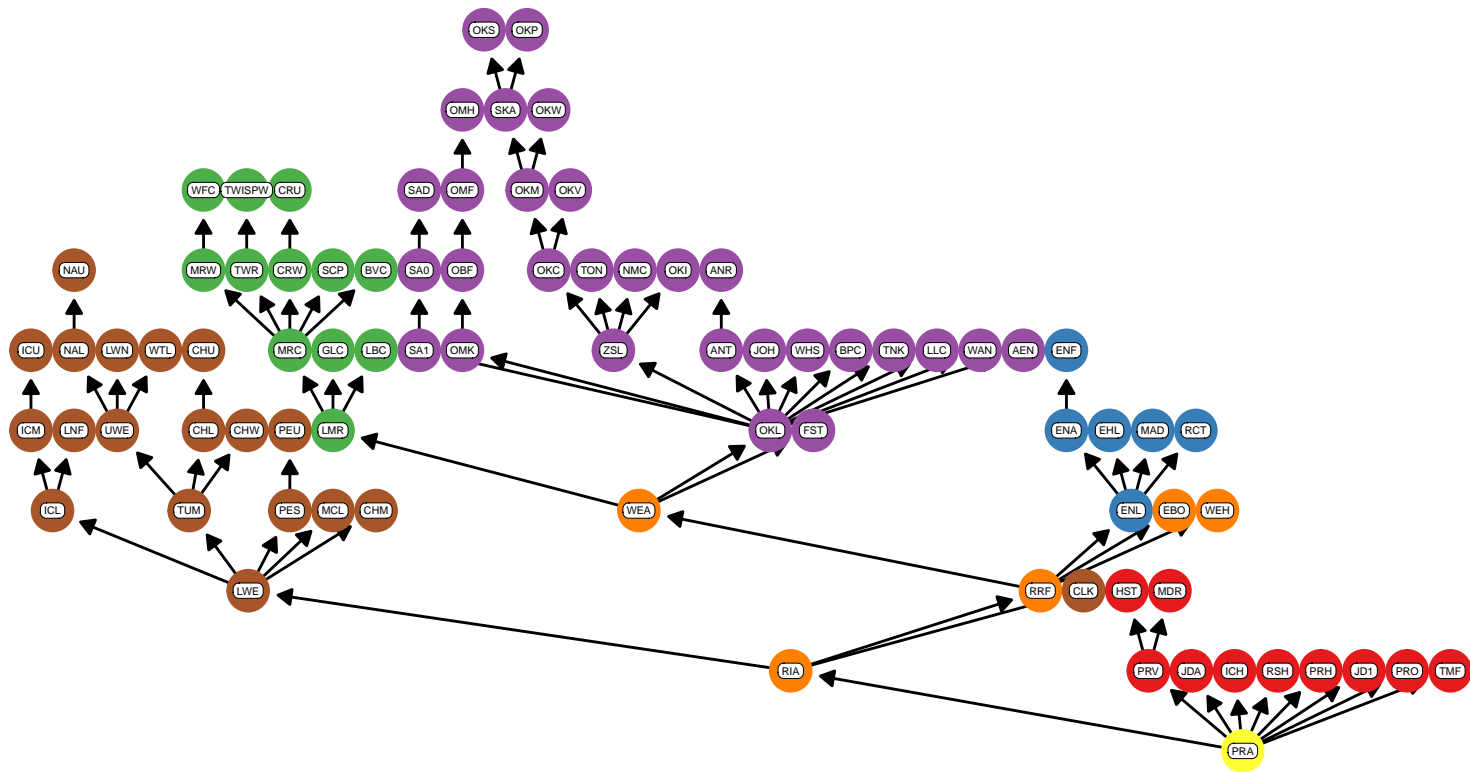 OKS OKP
OMH SKA OKW
WFC TWISPW CRU SAD OMF OKM OKV
NAU MRW TWR CRW SCP BVC SA0 OBF OKC TON NMC OKI ANR
ICU NAL LWN WTL CHU MRC GLC LBC SA1 OMK ZSL ANT JOH WHS BPC TNK LLC WAN AEN ENF
ICM LNF UWE CHL CHW PEU LMR OKL FST ENA EHL MAD RCT
ICL TUM PES MCL CHM WEA ENL EBO WEH
LWE RRF CLK HST MDR
RIA PRV JDA ICH RSH PRH JD1 PRO TMF
PRA